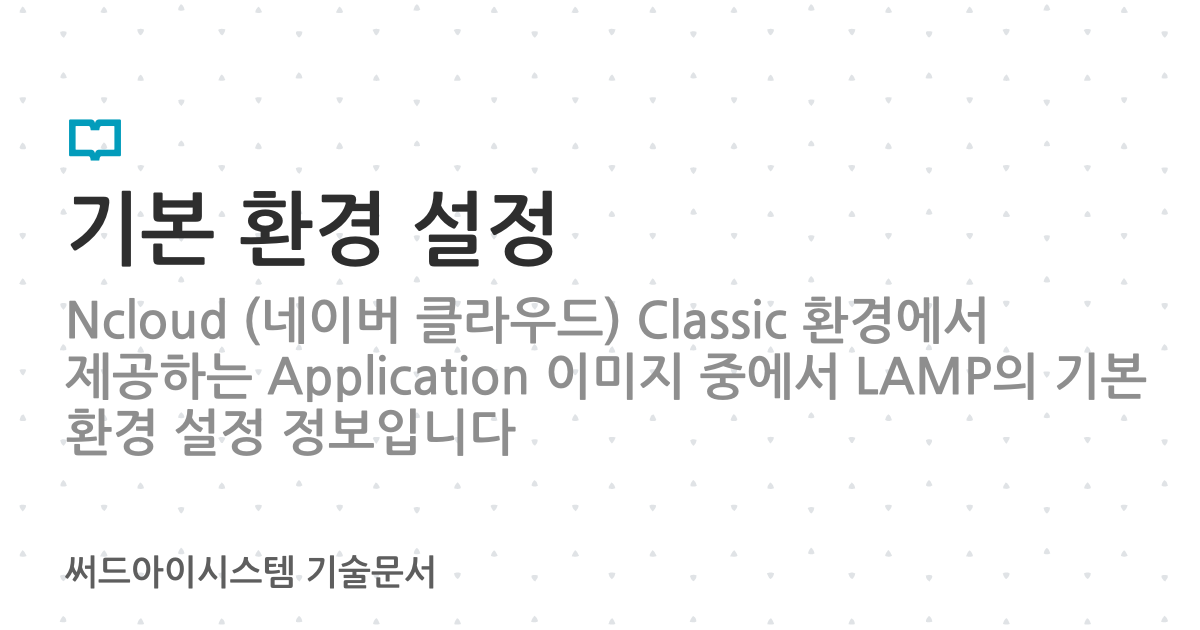 기본 환경 설정
Ncloud (네이버 클라우드) Classic 환경에서
제공하는 Application 이미지 중에서 LAMP의 기본
환경 설정 정보입니다
써드아이시스템 기술문서